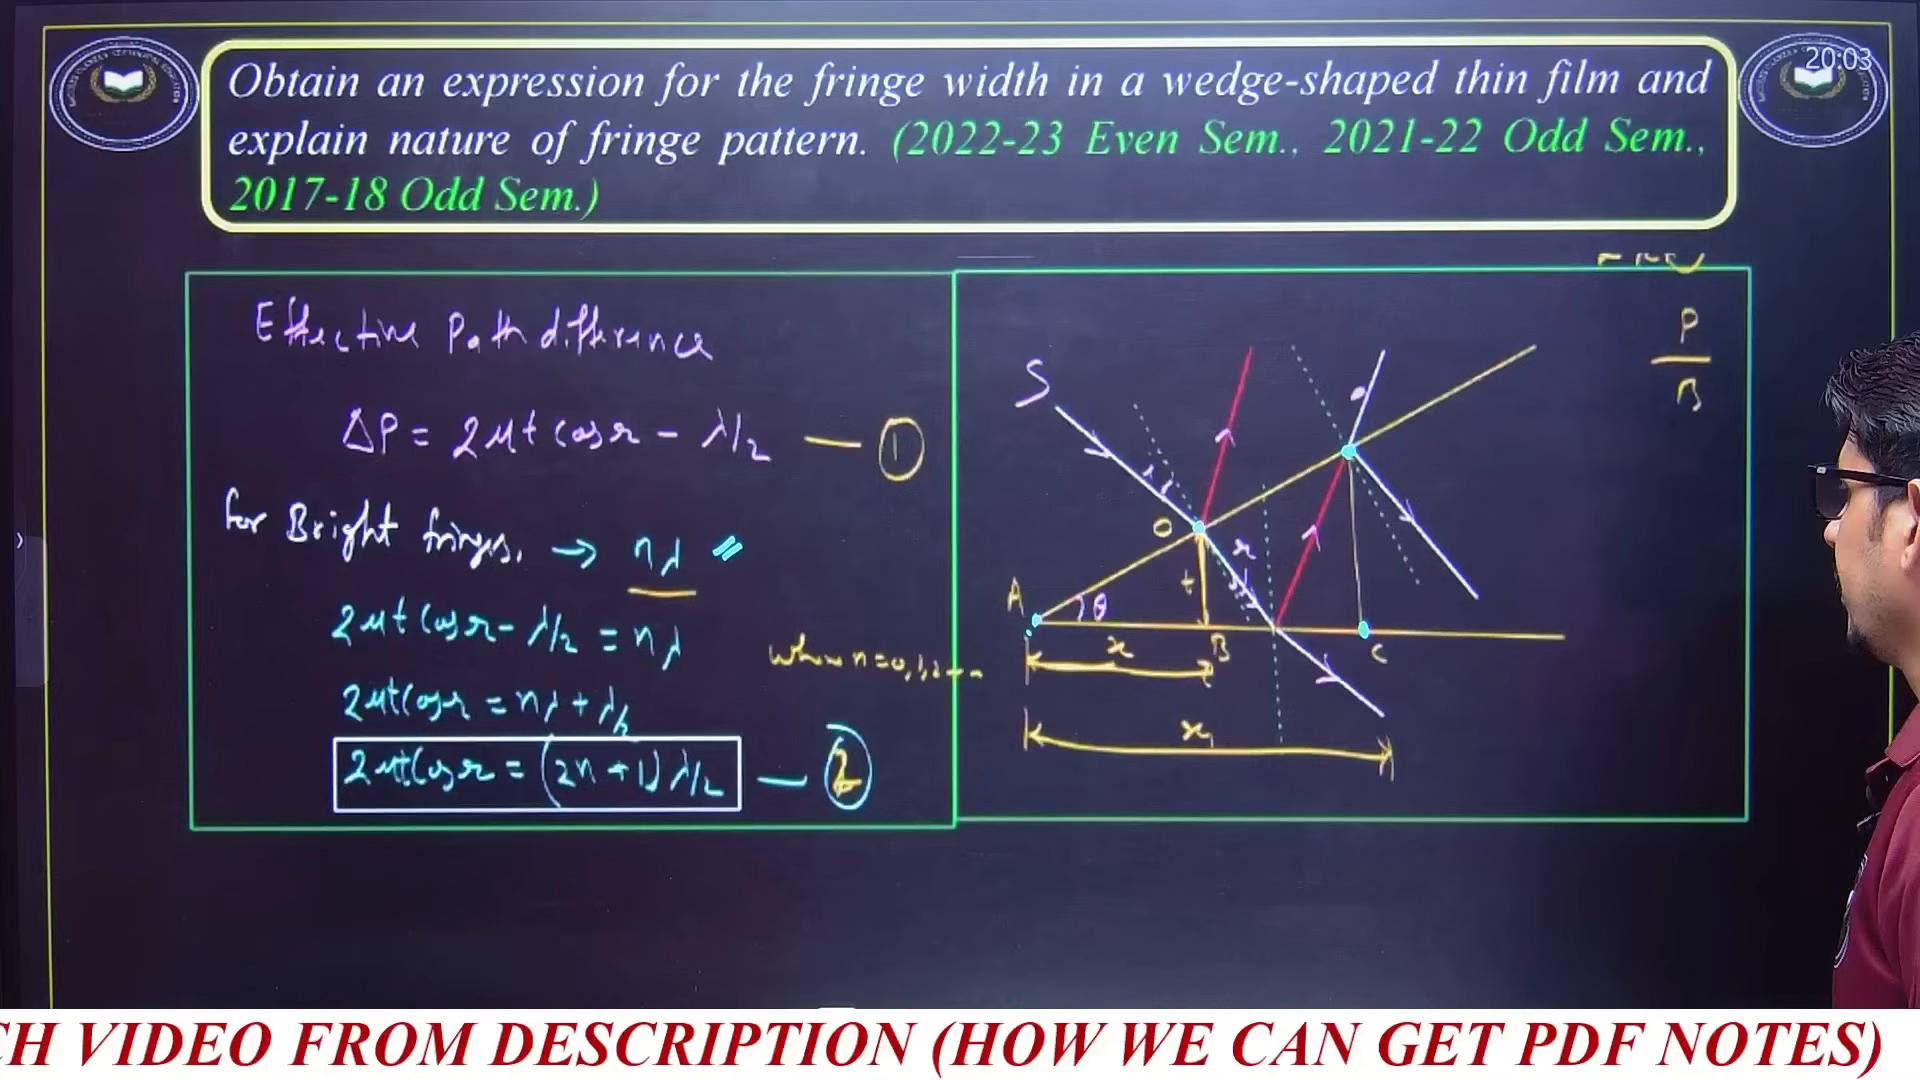 20:03
Obtain an expression for the fringe width in a wedge-shaped thin film and
explain nature of fringe pattern. (2022-23 Even Sem., 2021-22 Odd Sem.,
2017-18 Odd Sem.)
Effective Path difference
ΔP = 2μt cos r - λ/2 — ①
for Bright fringes. → nλ
2μt cos r - λ/2 = nλ
where n=0,1,2---
2μt cos r = nλ + λ/2
2μt cos r = (2n+1) λ/2 — ②
P
B
S
i
O
r
t
A
θ
x
B
C
x₁
CH VIDEO FROM DESCRIPTION (HOW WE CAN GET PDF NOTES)